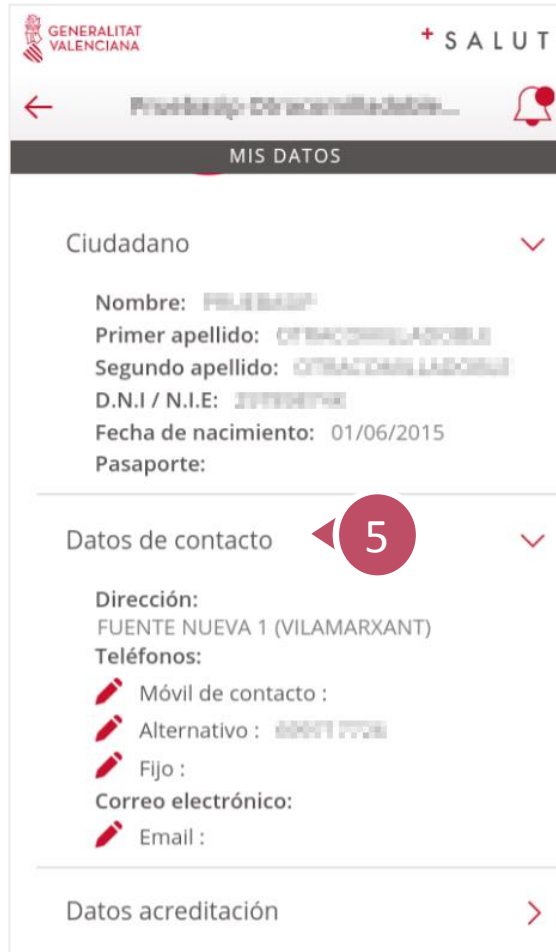 GENERALITAT
VALENCIANA
+ S A L U T
MIS DATOS
Ciudadano
Nombre:
Primer apellido:
Segundo apellido:
D.N.I / N.I.E:
Fecha de nacimiento: 01/06/2015
Pasaporte:
Datos de contacto
5
Dirección:
FUENTE NUEVA 1 (VILAMARXANT)
Teléfonos:
Móvil de contacto :
Alternativo :
Fijo :
Correo electrónico:
Email :
Datos acreditación